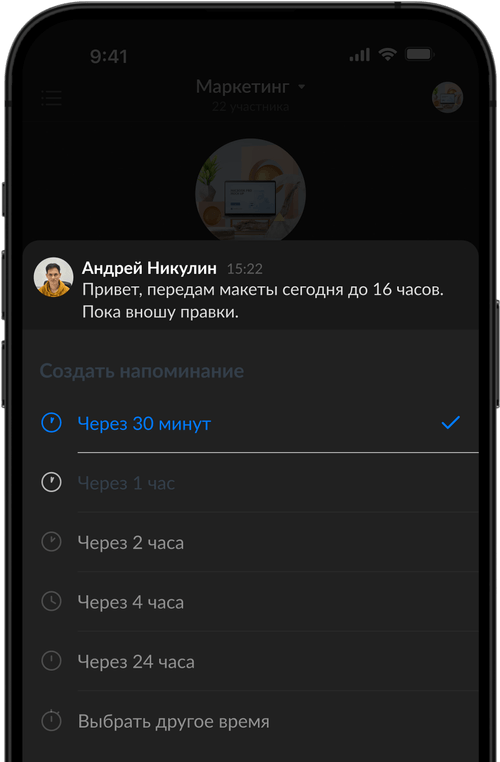 9:41
Маркетинг
22 участника
Андрей Никулин 15:22
Привет, передам макеты сегодня до 16 часов.
Пока вношу правки.
Создать напоминание
Через 30 минут
Через 1 час
Через 2 часа
Через 4 часа
Через 24 часа
Выбрать другое время